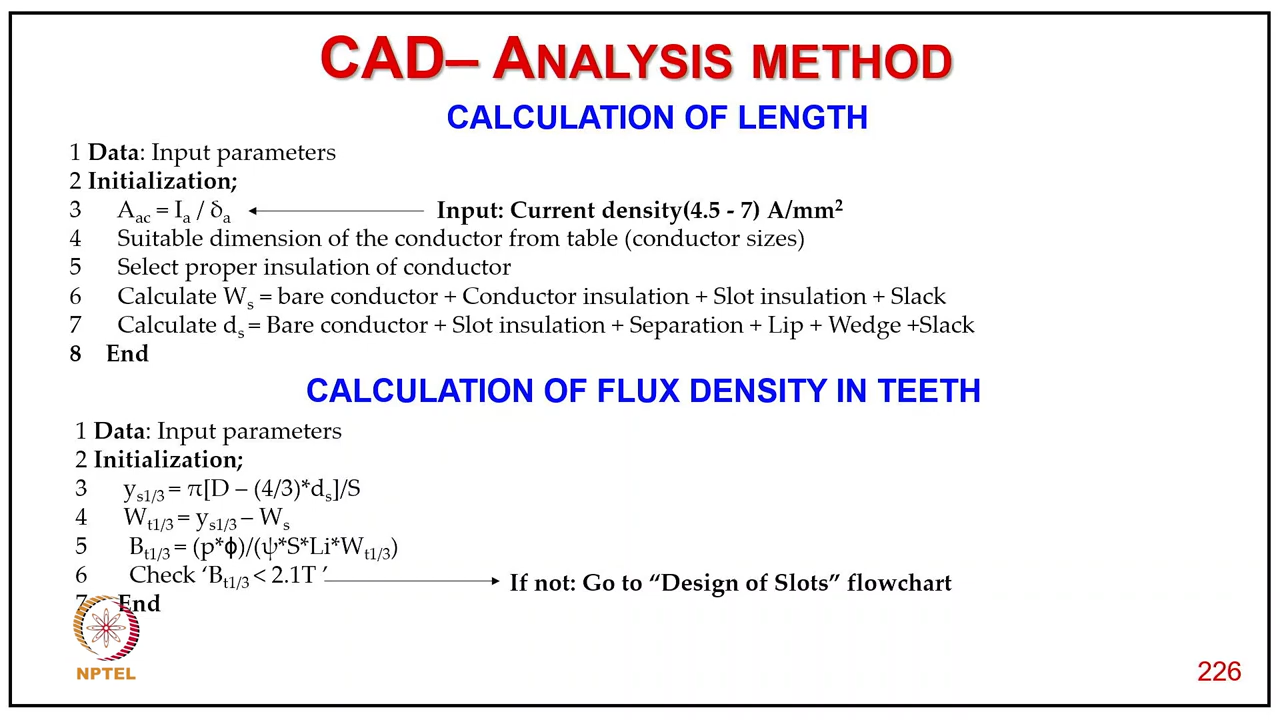 CAD– ANALYSIS METHOD
CALCULATION OF LENGTH
1 Data: Input parameters
2 Initialization;
3 Aac = Ia / δa Input: Current density(4.5 - 7) A/mm2
4 Suitable dimension of the conductor from table (conductor sizes)
5 Select proper insulation of conductor
6 Calculate Ws = bare conductor + Conductor insulation + Slot insulation + Slack
7 Calculate ds = Bare conductor + Slot insulation + Separation + Lip + Wedge +Slack
8 End
CALCULATION OF FLUX DENSITY IN TEETH
1 Data: Input parameters
2 Initialization;
3 ys1/3 = π[D – (4/3)*ds]/S
4 Wt1/3 = ys1/3 – Ws
5 Bt1/3 = (p*ϕ)/(ψ*S*Li*Wt1/3)
6 Check ‘Bt1/3 < 2.1T ’ If not: Go to “Design of Slots” flowchart
7 End
NPTEL
226